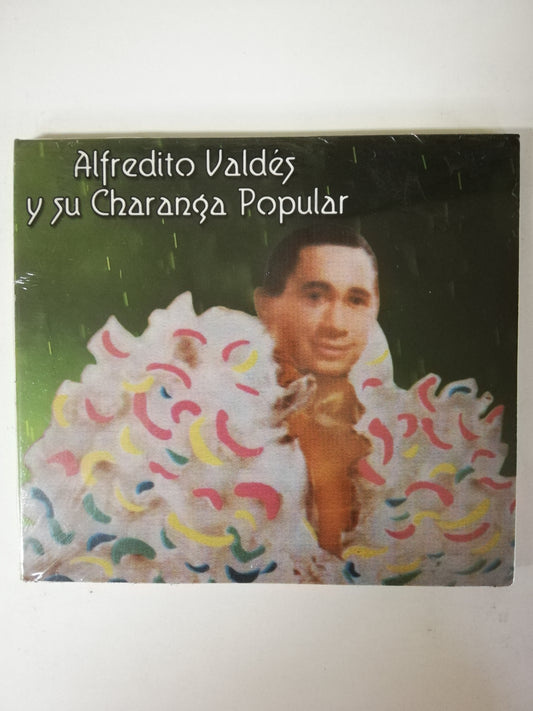 Alfredito Valdés
y su Charanga Popular